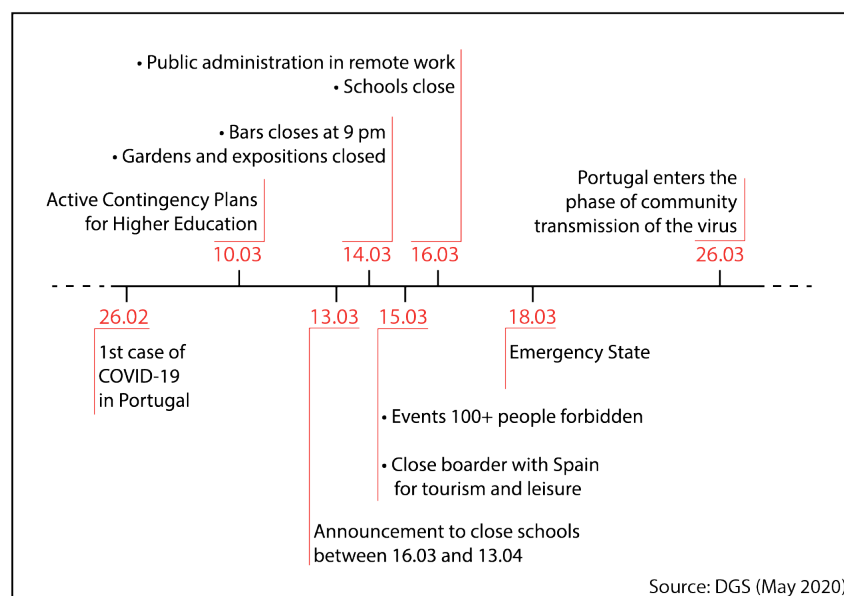 • Public administration in remote work
• Schools close
• Bars closes at 9 pm
• Gardens and expositions closed
Active Contingency Plans
for Higher Education
Portugal enters the
phase of community
transmission of the virus
10.03
14.03
16.03
26.03
26.02
13.03
15.03
18.03
1st case of
COVID-19
in Portugal
Emergency State
• Events 100+ people forbidden
• Close boarder with Spain
for tourism and leisure
Announcement to close schools
between 16.03 and 13.04
Source: DGS (May 2020)